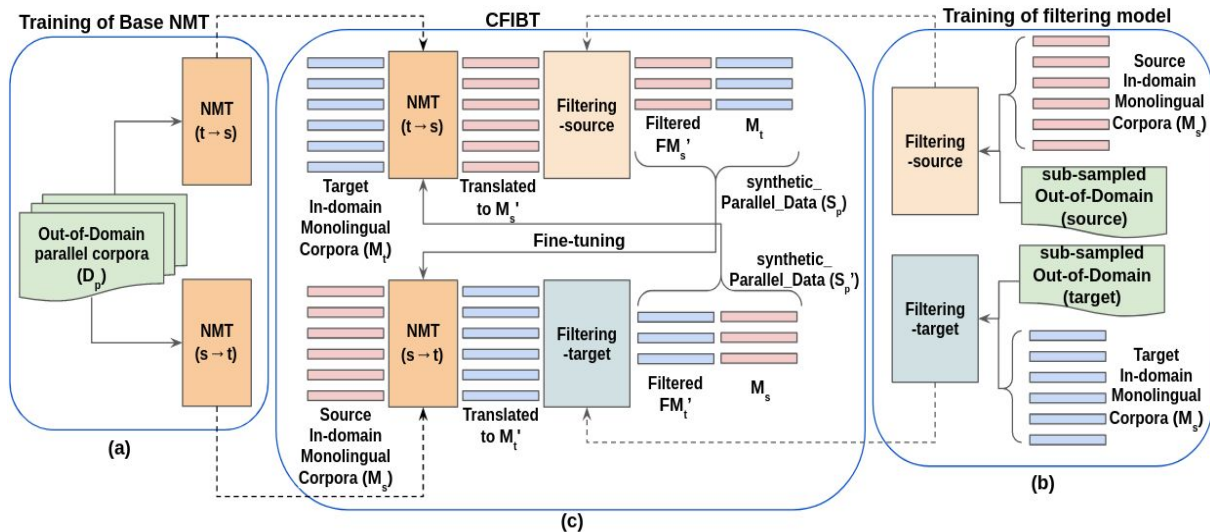 Training of Base NMT
NMT
(t→s)
Out-of-Domain
parallel corpora
(D_p)
NMT
(s→t)
(a)
CFIBT
Target
In-domain
Monolingual
Corpora (M_t)
NMT
(t→s)
Translated
to M_s'
Filtering
-source
Filtered
FM_s'
M_t
synthetic_
Parallel_Data (S_p)
Fine-tuning
synthetic_
Parallel_Data (S_p')
Source
In-domain
Monolingual
Corpora (M_s)
NMT
(s→t)
Translated
to M_t'
Filtering
-target
Filtered
FM_t'
M_s
(c)
Training of filtering model
Filtering
-source
Source
In-domain
Monolingual
Corpora (M_s)
sub-sampled
Out-of-Domain
(source)
sub-sampled
Out-of-Domain
(target)
Filtering
-target
Target
In-domain
Monolingual
Corpora (M_s)
(b)